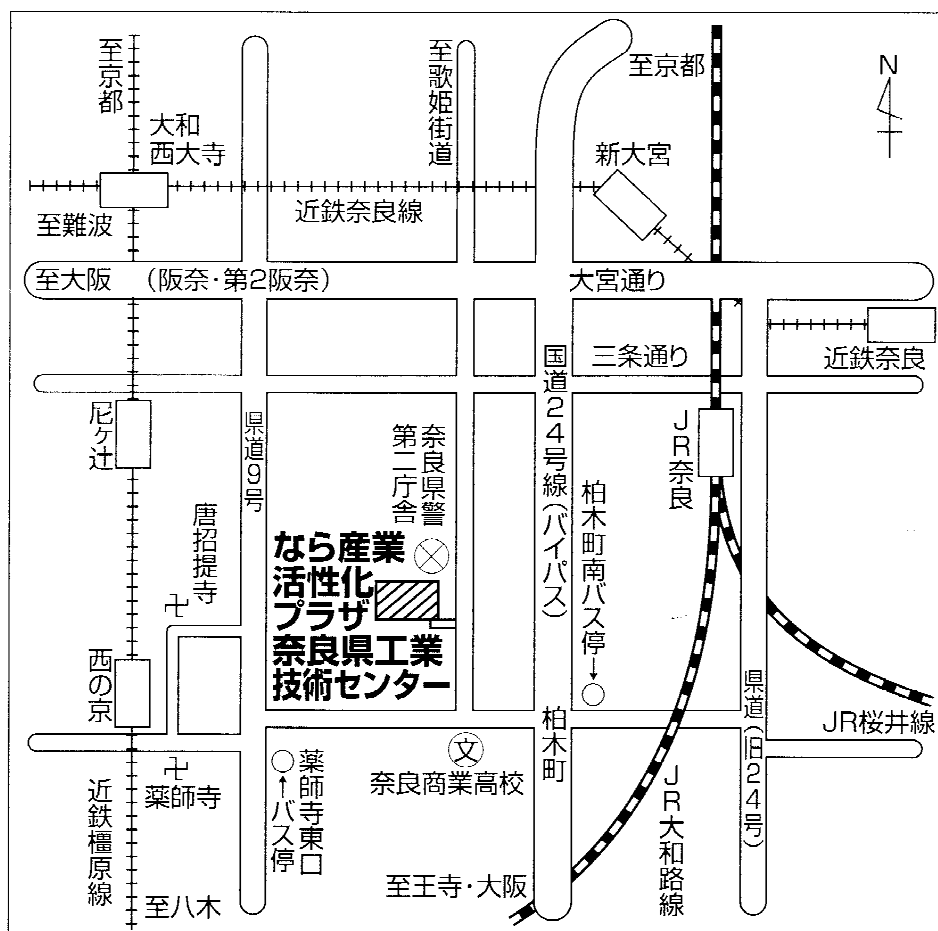 至京都
至歌姫街道
至京都
N
大和
西大寺
新大宮
近鉄奈良線
至難波
至大阪 (阪奈・第2阪奈)
大宮通り
三条通り
近鉄奈良
尼ヶ辻
県道9号
奈良県警
第二庁舎
国道24号線(バイパス)
JR奈良
柏木町南バス停→
唐招提寺
卍
なら産業
活性化
プラザ
奈良県工業
技術センター
西の京
柏木町
県道(旧24号)
JR桜井線
卍
薬師寺
薬師寺東口
←バス停
文
奈良商業高校
JR大和路線
近鉄橿原線
至八木
至王寺・大阪